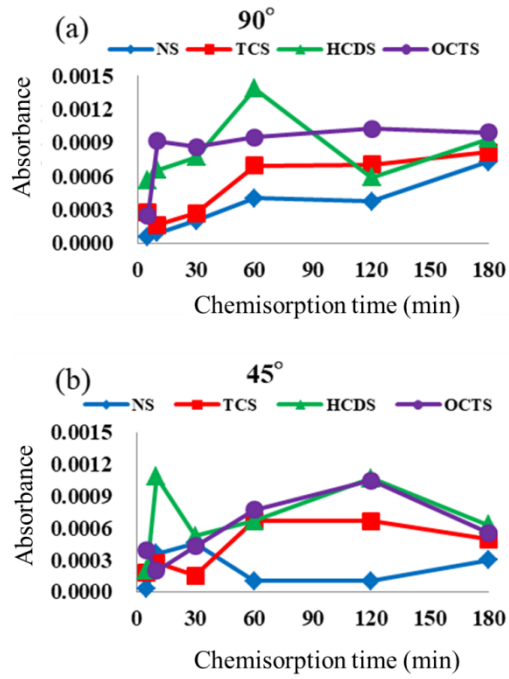 (a) 90°
NS TCS HCDS OCTS
0.0015
0.0012
0.0009
0.0006
0.0003
0.0000
Absorbance
0 30 60 90 120 150 180
Chemisorption time (min)
(b) 45°
NS TCS HCDS OCTS
0.0015
0.0012
0.0009
0.0006
0.0003
0.0000
Absorbance
0 30 60 90 120 150 180
Chemisorption time (min)